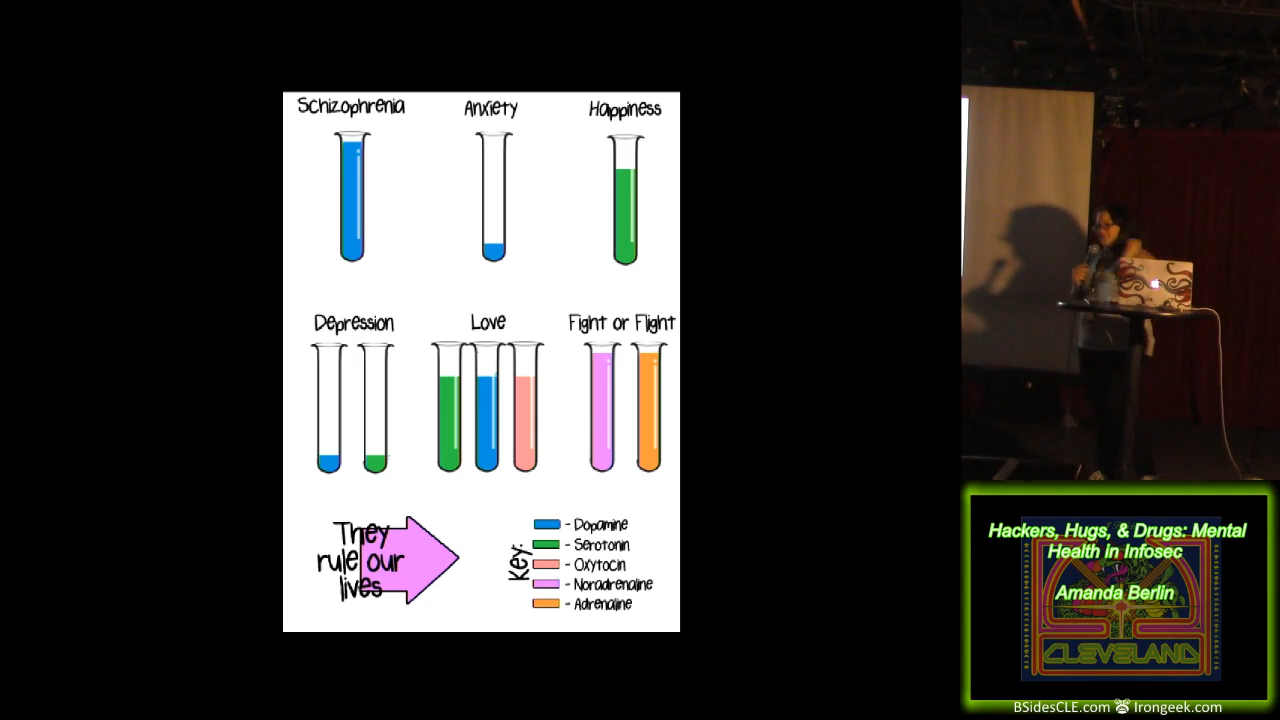 Schizophrenia
Anxiety
Happiness
Depression
Love
Fight or Flight
They
rule our
lives
Key:
- Dopamine
- Serotonin
- Oxytocin
- Noradrenaline
- Adrenaline
Hackers, Hugs, & Drugs: Mental
Health in Infosec
Amanda Berlin
CLEVELAND
BSidesCLE.com Irongeek.com